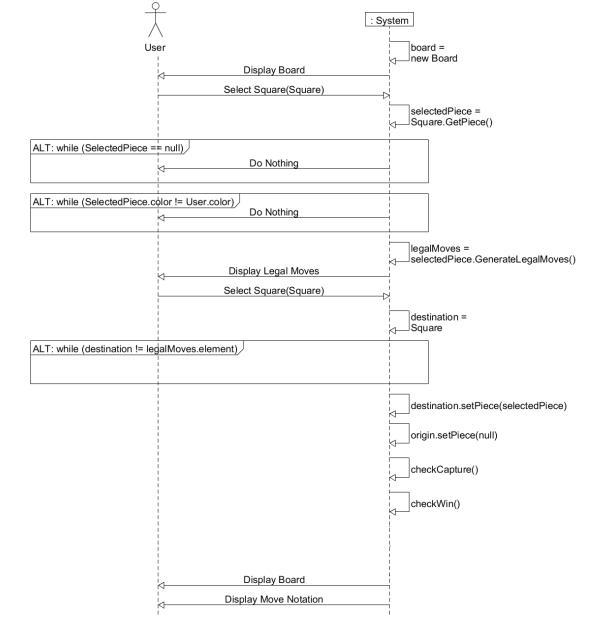 : System
User
board =
new Board
Display Board
Select Square(Square)
selectedPiece =
Square.GetPiece()
ALT: while (SelectedPiece == null)
Do Nothing
ALT: while (SelectedPiece.color != User.color)
Do Nothing
legalMoves =
selectedPiece.GenerateLegalMoves()
Display Legal Moves
Select Square(Square)
destination =
Square
ALT: while (destination != legalMoves.element)
destination.setPiece(selectedPiece)
origin.setPiece(null)
checkCapture()
checkWin()
Display Board
Display Move Notation